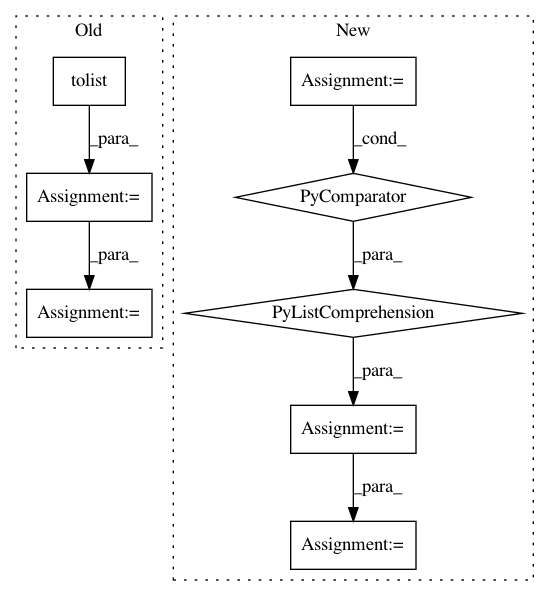 Old
tolist
_para_
Assignment:=
_para_
Assignment:=
New
Assignment:=
_cond_
PyComparator
_para_
PyListComprehension
_para_
Assignment:=
_para_
Assignment:=